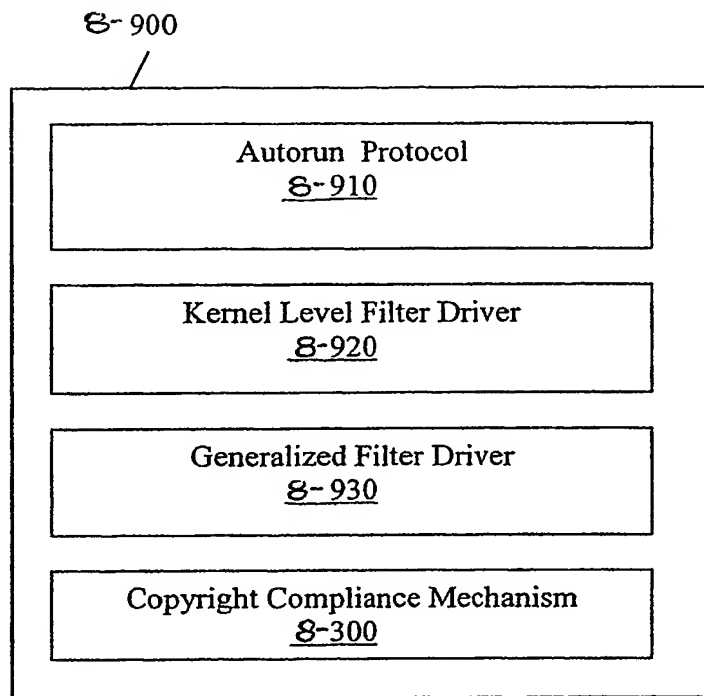 8-900
Autorun Protocol
8-910
Kernel Level Filter Driver
8-920
Generalized Filter Driver
8-930
Copyright Compliance Mechanism
8-300